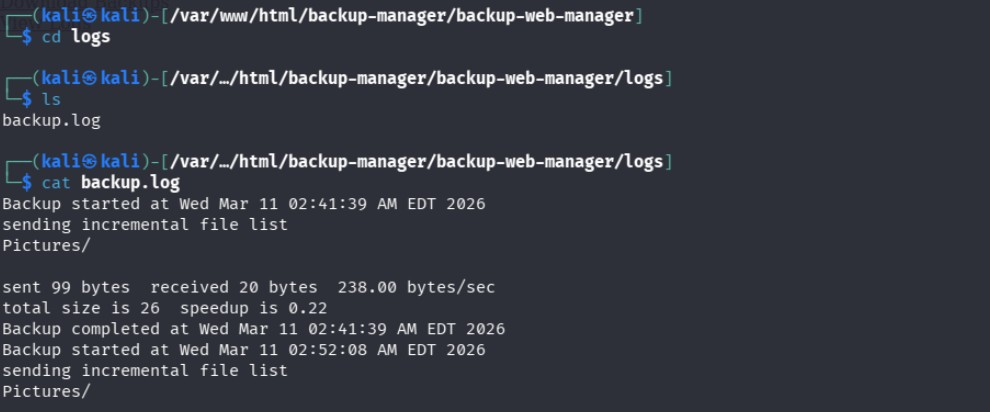 ┌──(kali㉿kali)-[/var/www/html/backup-manager/backup-web-manager]
└─$ cd logs
┌──(kali㉿kali)-[/var/…/html/backup-manager/backup-web-manager/logs]
└─$ ls
backup.log
┌──(kali㉿kali)-[/var/…/html/backup-manager/backup-web-manager/logs]
└─$ cat backup.log
Backup started at Wed Mar 11 02:41:39 AM EDT 2026
sending incremental file list
Pictures/
sent 99 bytes  received 20 bytes  238.00 bytes/sec
total size is 26  speedup is 0.22
Backup completed at Wed Mar 11 02:41:39 AM EDT 2026
Backup started at Wed Mar 11 02:52:08 AM EDT 2026
sending incremental file list
Pictures/